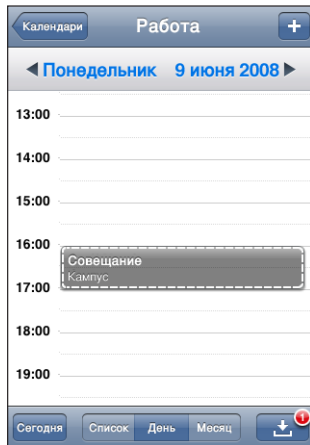 Календари Работа +
Понедельник 9 июня 2008
13:00
14:00
15:00
16:00
Совещание
Кампус
17:00
18:00
19:00
Сегодня Список День Месяц 1